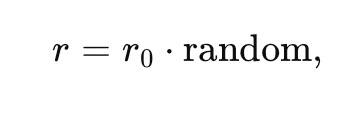 r = r₀ · random,